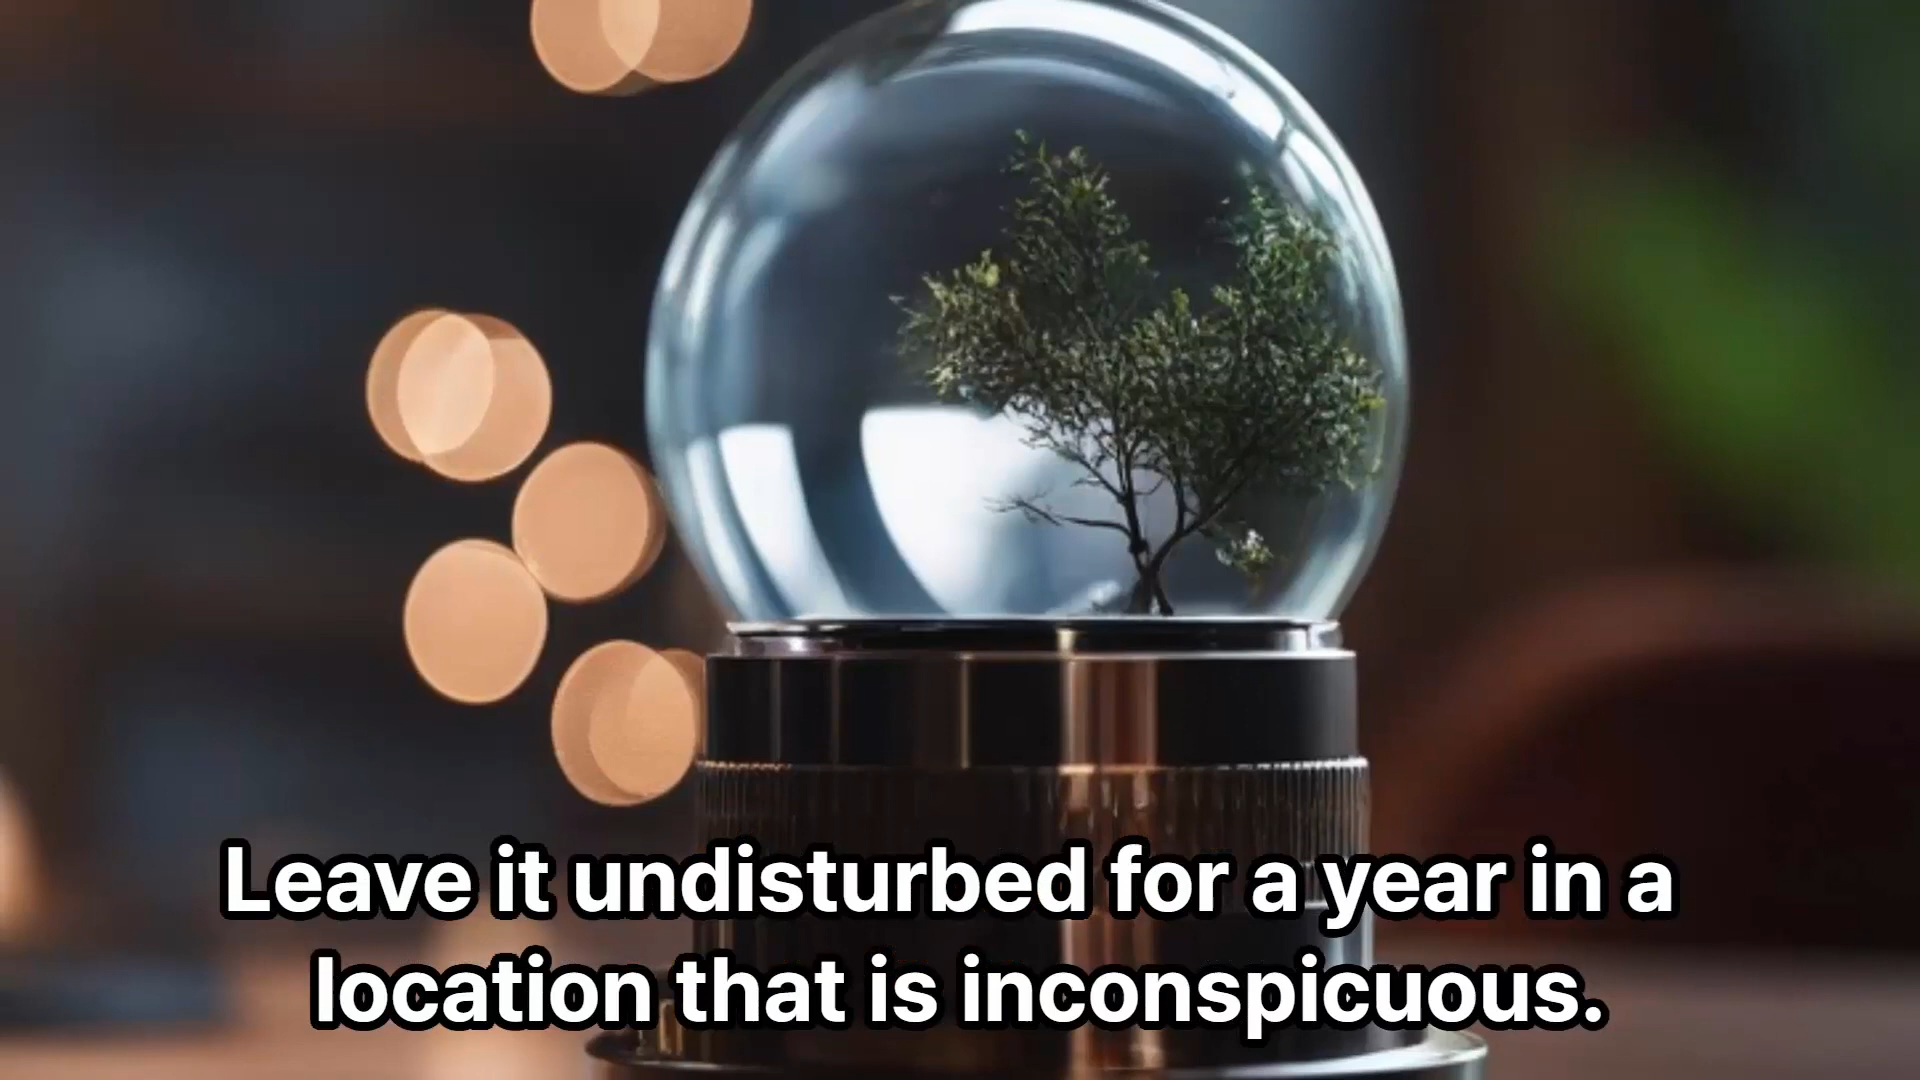 Leave it undisturbed for a year in a
location that is inconspicuous.